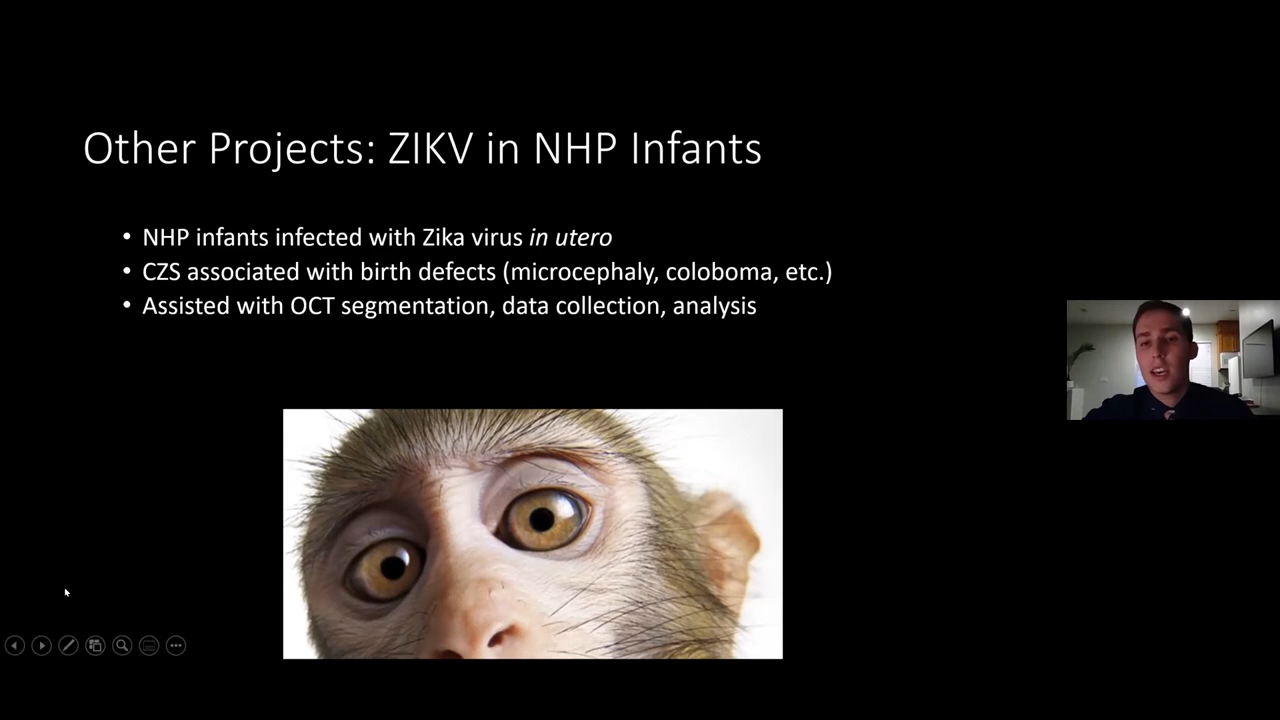 Other Projects: ZIKV in NHP Infants
• NHP infants infected with Zika virus in utero
• CZS associated with birth defects (microcephaly, coloboma, etc.)
• Assisted with OCT segmentation, data collection, analysis